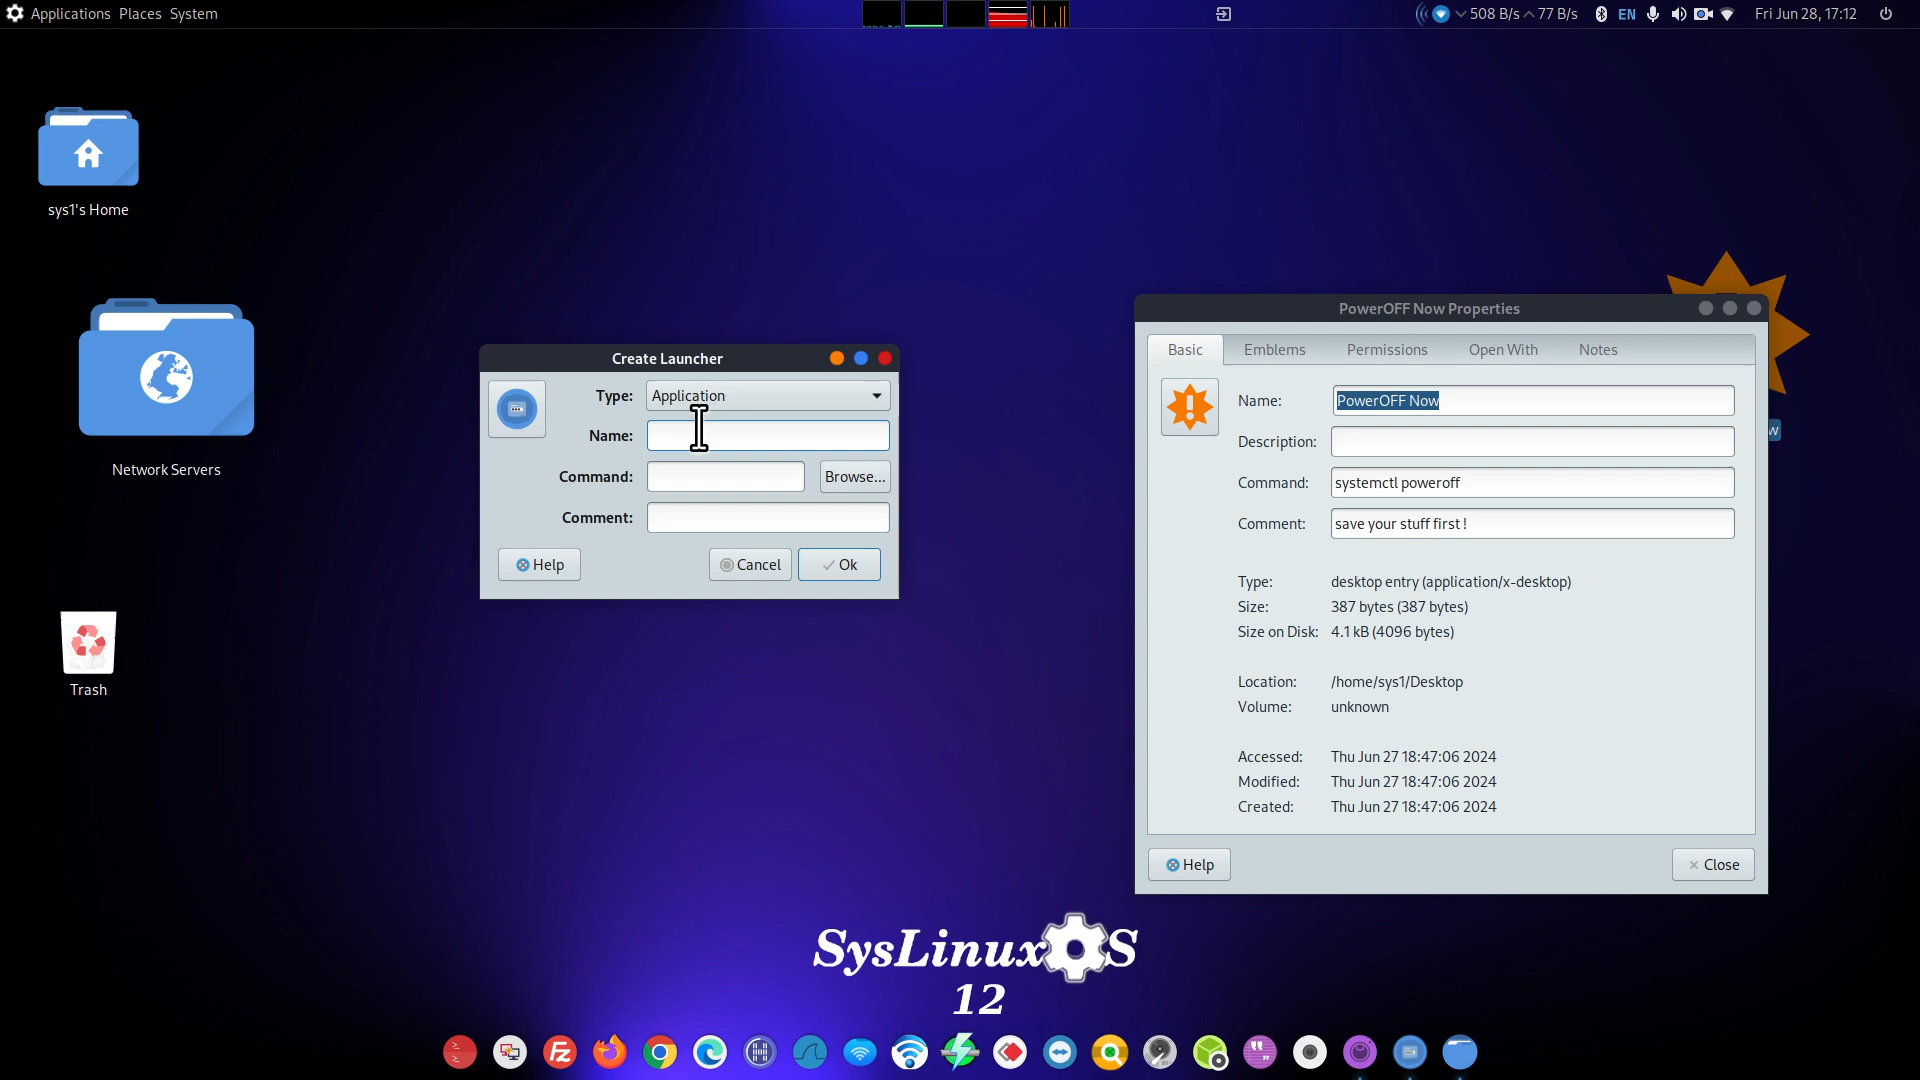 Applications Places System
508 B/s 77 B/s EN Fri Jun 28, 17:12
sys1's Home
Network Servers
Trash
Create Launcher
Type: Application
Name:
Command: Browse...
Comment:
Help Cancel Ok
PowerOFF Now Properties
Basic Emblems Permissions Open With Notes
Name: PowerOFF Now
Description:
Command: systemctl poweroff
Comment: save your stuff first !
Type: desktop entry (application/x-desktop)
Size: 387 bytes (387 bytes)
Size on Disk: 4.1 kB (4096 bytes)
Location: /home/sys1/Desktop
Volume: unknown
Accessed: Thu Jun 27 18:47:06 2024
Modified: Thu Jun 27 18:47:06 2024
Created: Thu Jun 27 18:47:06 2024
Help Close
w
SysLinuxOS
12